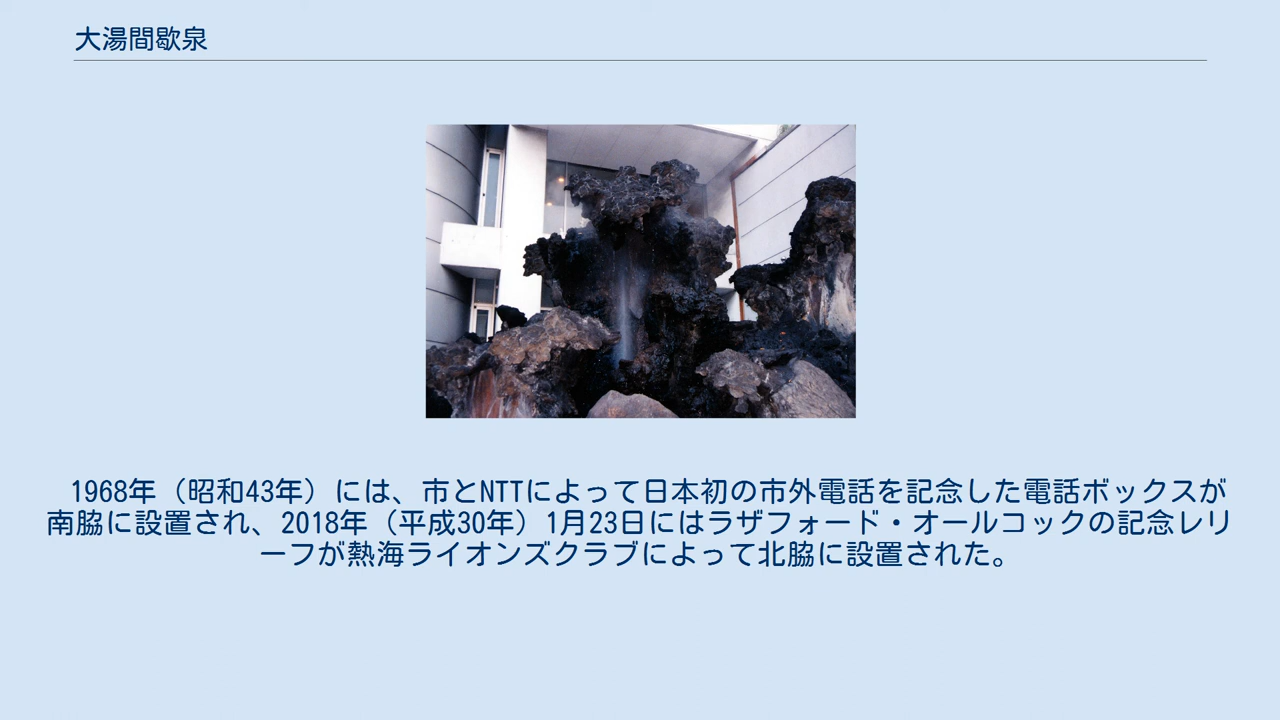 大湯間歇泉
1968年（昭和43年）には、市とNTTによって日本初の市外電話を記念した電話ボックスが
南脇に設置され、2018年（平成30年）1月23日にはラザフォード・オールコックの記念レリ
ーフが熱海ライオンズクラブによって北脇に設置された。